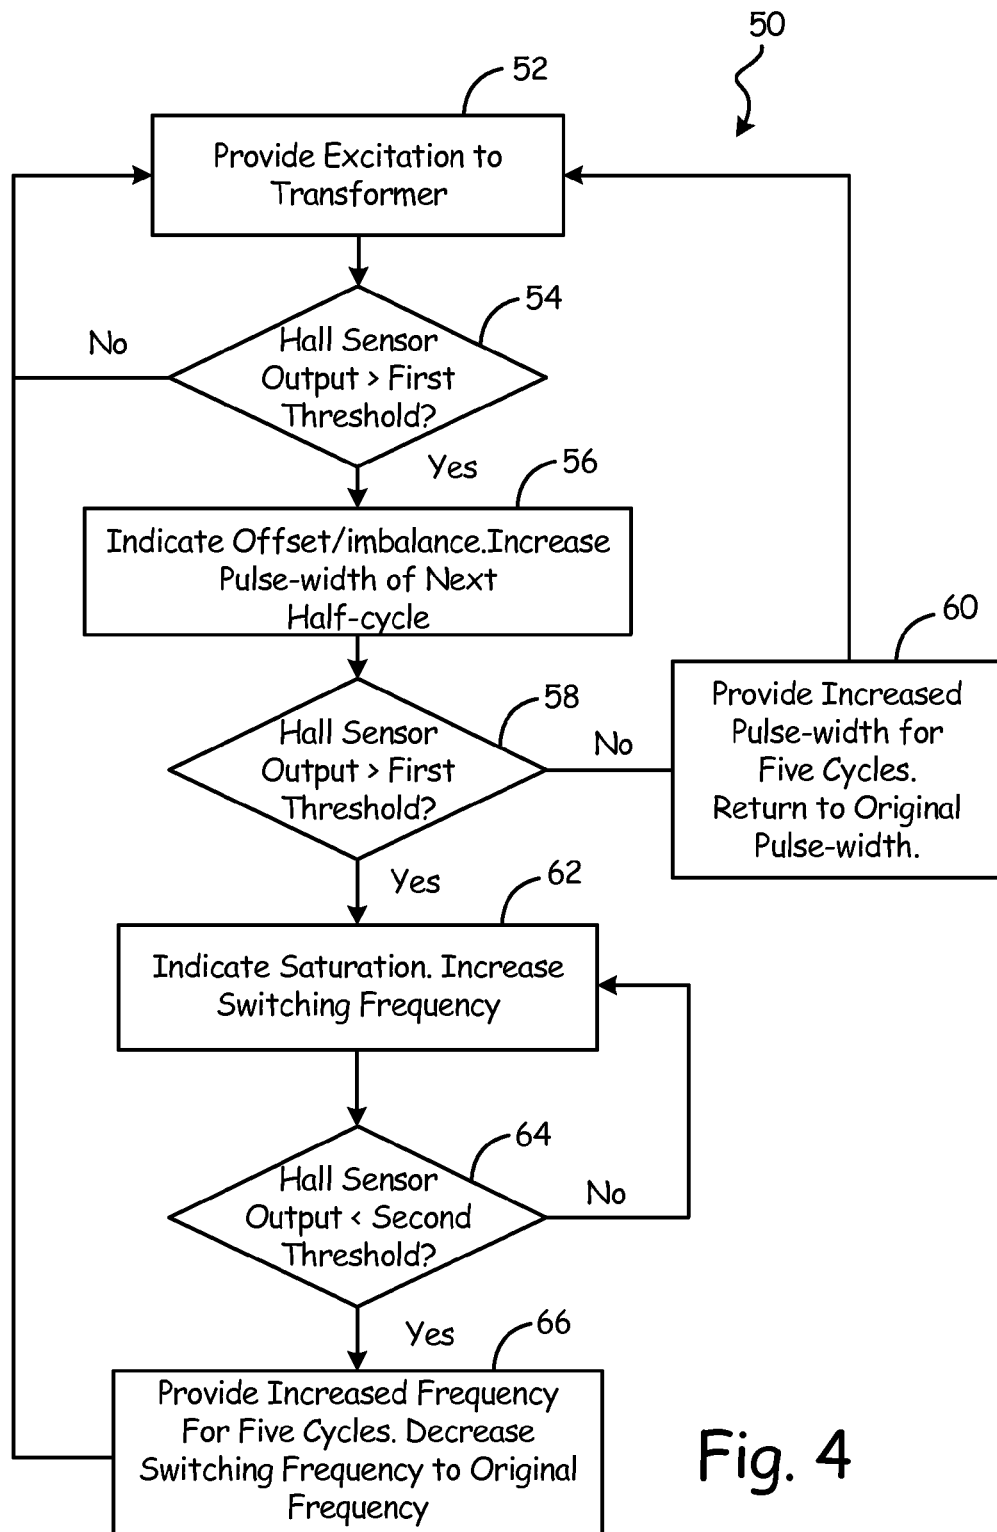 50
52
Provide Excitation to
Transformer
54
No
Hall Sensor
Output > First
Threshold?
Yes
56
Indicate Offset/imbalance.Increase
Pulse-width of Next
Half-cycle
58
Hall Sensor
Output > First
Threshold?
No
60
Provide Increased
Pulse-width for
Five Cycles.
Return to Original
Pulse-width.
Yes
62
Indicate Saturation. Increase
Switching Frequency
64
Hall Sensor
Output < Second
Threshold?
No
Yes
66
Provide Increased Frequency
For Five Cycles. Decrease
Switching Frequency to Original
Frequency
Fig. 4